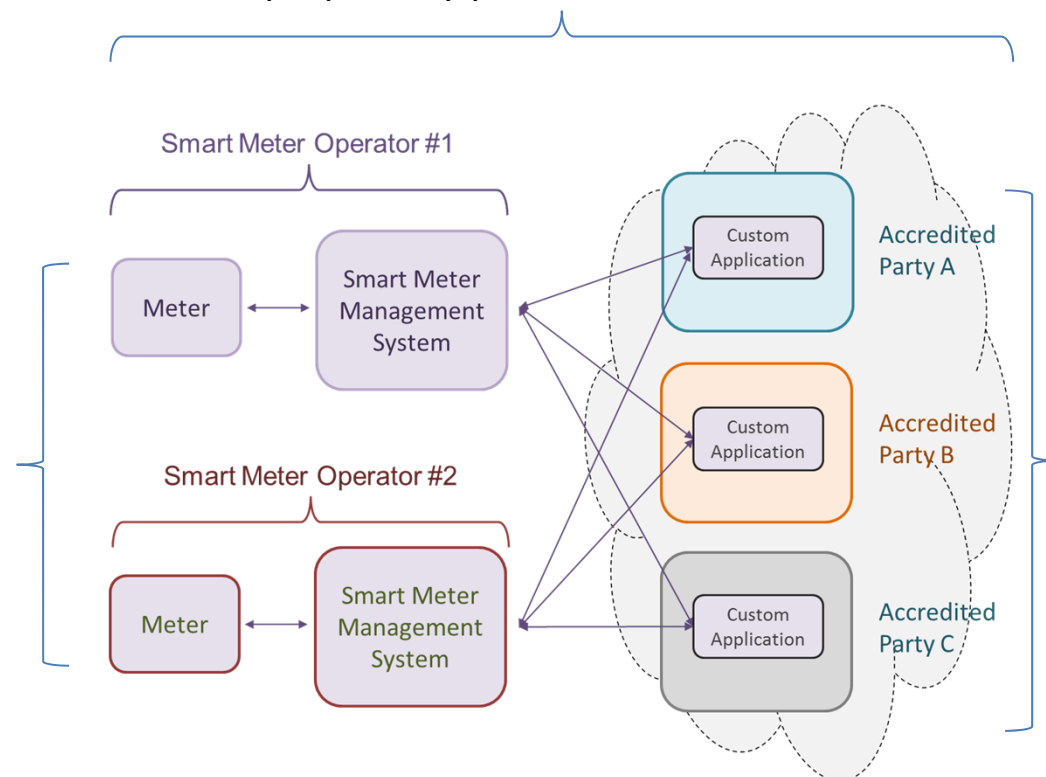 Smart Meter Operator #1
Meter
Smart Meter
Management
System
Custom
Application
Accredited
Party A
Custom
Application
Accredited
Party B
Smart Meter Operator #2
Meter
Smart Meter
Management
System
Custom
Application
Accredited
Party C